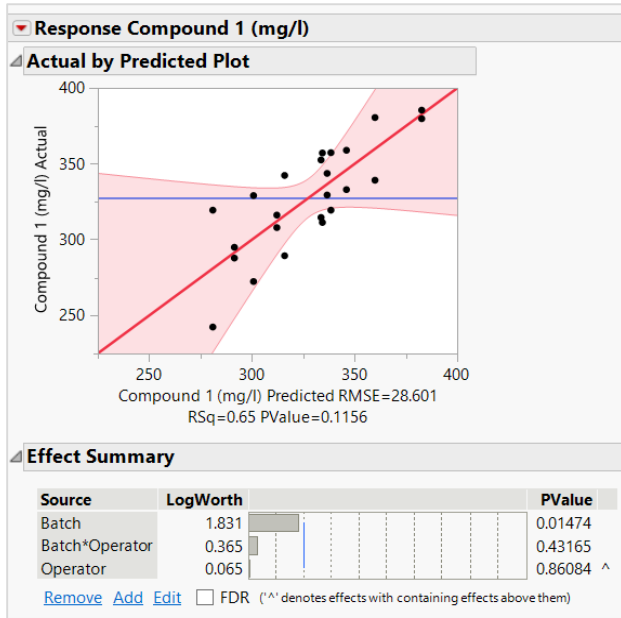 Response Compound 1 (mg/l)
Actual by Predicted Plot
400
350
300
250
Compound 1 (mg/l) Actual
250 300 350 400
Compound 1 (mg/l) Predicted RMSE=28.601
RSq=0.65 PValue=0.1156
Effect Summary
Source LogWorth PValue
Batch 1.831 0.01474
Batch*Operator 0.365 0.43165
Operator 0.065 0.86084 ^
Remove Add Edit FDR ('^' denotes effects with containing effects above them)